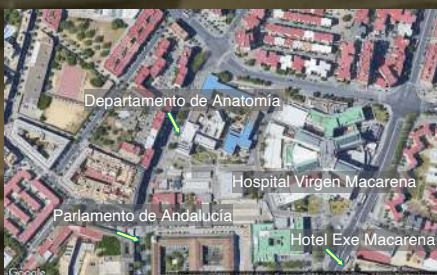 Departamento de Anatomía
Hospital Virgen Macarena
Parlamento de Andalucía
Hotel Exe Macarena
Google